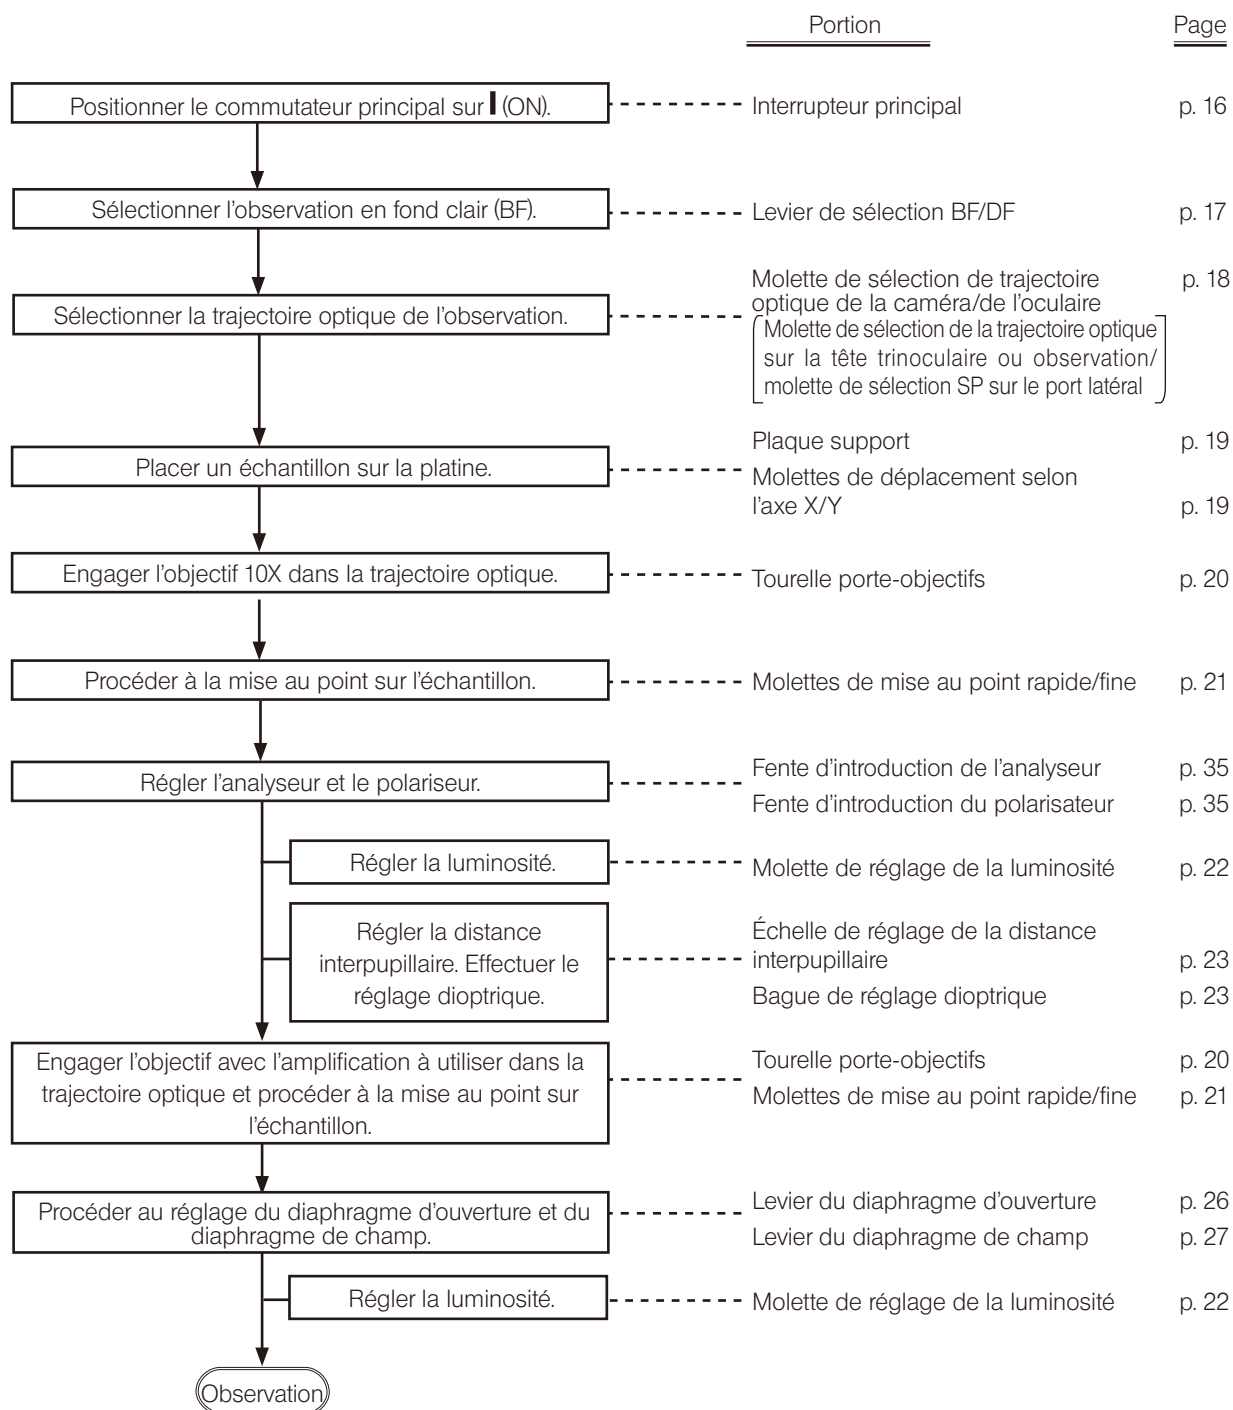 Portion Page
Positionner le commutateur principal sur I (ON). Interrupteur principal p. 16
Sélectionner l'observation en fond clair (BF). Levier de sélection BF/DF p. 17
Molette de sélection de trajectoire p. 18
optique de la caméra/de l'oculaire
Sélectionner la trajectoire optique de l'observation.
Molette de sélection de la trajectoire optique
sur la tête trinoculaire ou observation/
molette de sélection SP sur le port latéral
Plaque support p. 19
Placer un échantillon sur la platine.
Molettes de déplacement selon
l'axe X/Y p. 19
Engager l'objectif 10X dans la trajectoire optique. Tourelle porte-objectifs p. 20
Procéder à la mise au point sur l'échantillon. Molettes de mise au point rapide/fine p. 21
Régler l'analyseur et le polariseur.
Fente d'introduction de l'analyseur p. 35
Fente d'introduction du polarisateur p. 35
Régler la luminosité. Molette de réglage de la luminosité p. 22
Régler la distance
interpupillaire. Effectuer le
réglage dioptrique.
Échelle de réglage de la distance
interpupillaire p. 23
Bague de réglage dioptrique p. 23
Engager l'objectif avec l'amplification à utiliser dans la
trajectoire optique et procéder à la mise au point sur
l'échantillon.
Tourelle porte-objectifs p. 20
Molettes de mise au point rapide/fine p. 21
Procéder au réglage du diaphragme d'ouverture et du
diaphragme de champ.
Levier du diaphragme d'ouverture p. 26
Levier du diaphragme de champ p. 27
Régler la luminosité. Molette de réglage de la luminosité p. 22
Observation